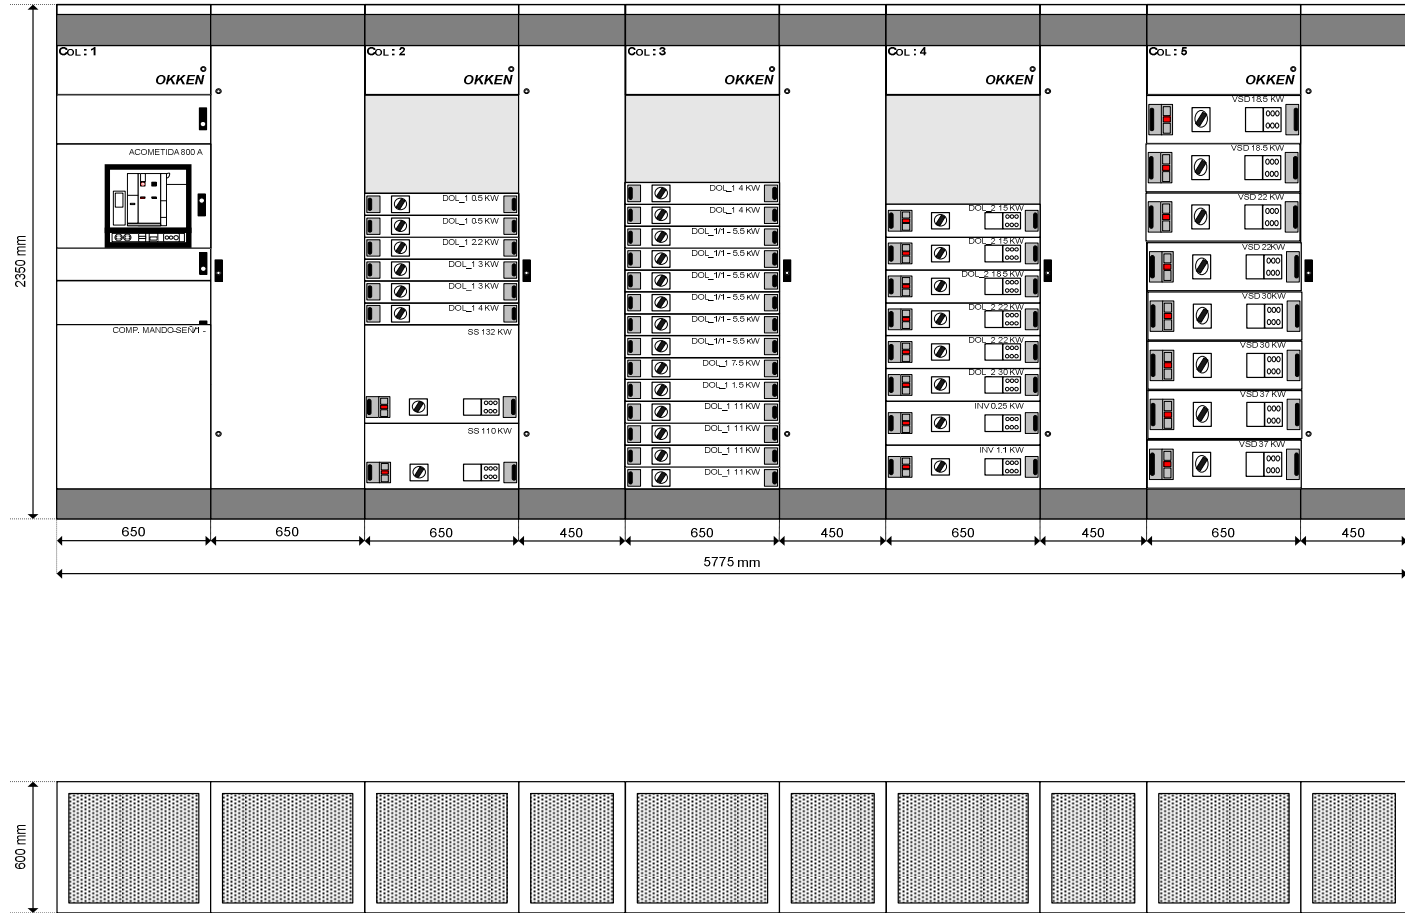 COL : 1
OKKEN
ACOMETIDA 800 A
COMP. MANDO-SEÑ/1 -
COL : 2
OKKEN
DOL_1 0.5 KW
DOL_1 0.5 KW
DOL_1 2.2 KW
DOL_1 3 KW
DOL_1 3 KW
DOL_1 4 KW
SS 132 KW
SS 110 KW
COL : 3
OKKEN
DOL_1 4 KW
DOL_1 4 KW
DOL_1/1 - 5.5 KW
DOL_1/1 - 5.5 KW
DOL_1/1 - 5.5 KW
DOL_1/1 - 5.5 KW
DOL_1/1 - 5.5 KW
DOL_1/1 - 5.5 KW
DOL_1 7.5 KW
DOL_1 1.5 KW
DOL_1 11 KW
DOL_1 11 KW
DOL_1 11 KW
DOL_1 11 KW
COL : 4
OKKEN
DOL_2 15 KW
DOL_2 15 KW
DOL_2 18.5 KW
DOL_2 22 KW
DOL_2 22 KW
DOL_2 30 KW
INV 0,25 KW
INV 1.1 KW
COL : 5
OKKEN
VSD 18.5 KW
VSD 18.5 KW
VSD 22 KW
VSD 22KW
VSD 30KW
VSD 30 KW
VSD 37 KW
VSD 37 KW
2350 mm
650
650
650
450
650
450
650
450
650
450
5775 mm
600 mm